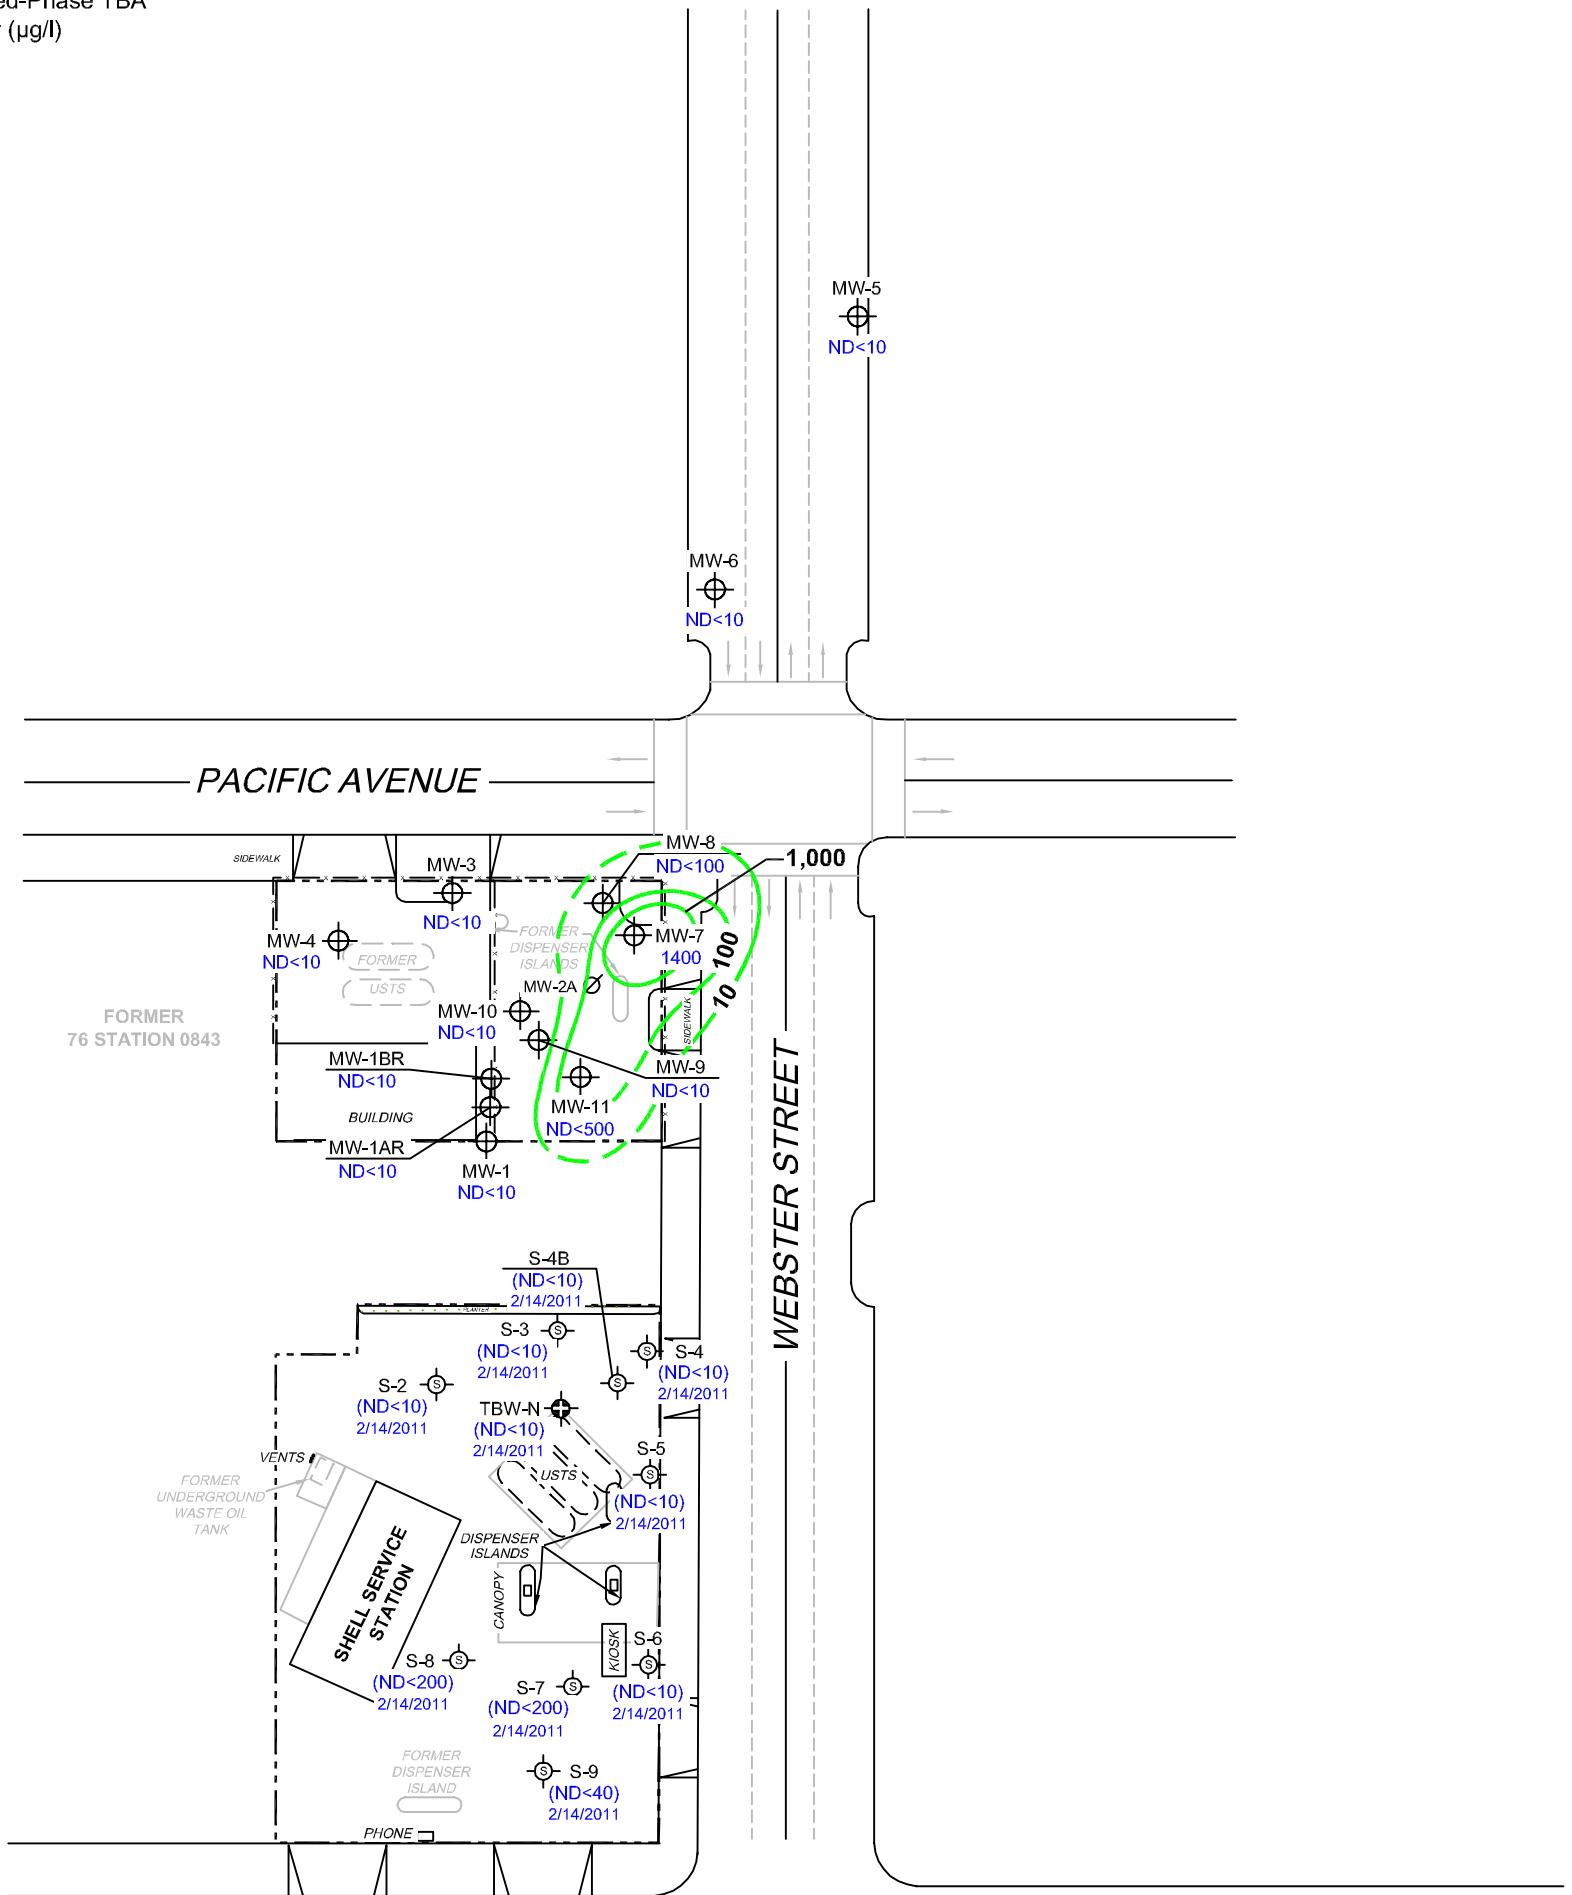 ed-Phase TBA
(µg/l)
MW-5
ND<10
MW-6
ND<10
PACIFIC AVENUE
SIDEWALK
MW-3
ND<10
MW-8
ND<100
1,000
MW-4
ND<10
FORMER
USTS
FORMER
DISPENSER
ISLANDS
MW-7
1400
100
10
MW-2A
SIDEWALK
MW-10
ND<10
FORMER
76 STATION 0843
MW-1BR
ND<10
MW-9
ND<10
BUILDING
MW-11
ND<500
MW-1AR
ND<10
MW-1
ND<10
WEBSTER STREET
S-4B
(ND<10)
2/14/2011
PLANTER
S-3
(ND<10)
2/14/2011
S-4
(ND<10)
2/14/2011
S-2
(ND<10)
2/14/2011
TBW-N
(ND<10)
2/14/2011
VENTS
FORMER
UNDERGROUND
WASTE OIL
TANK
USTS
S-5
(ND<10)
2/14/2011
DISPENSER
ISLANDS
SHELL SERVICE
STATION
CANOPY
KIOSK
S-6
(ND<10)
2/14/2011
S-8
(ND<200)
2/14/2011
S-7
(ND<200)
2/14/2011
FORMER
DISPENSER
ISLAND
S-9
(ND<40)
2/14/2011
PHONE